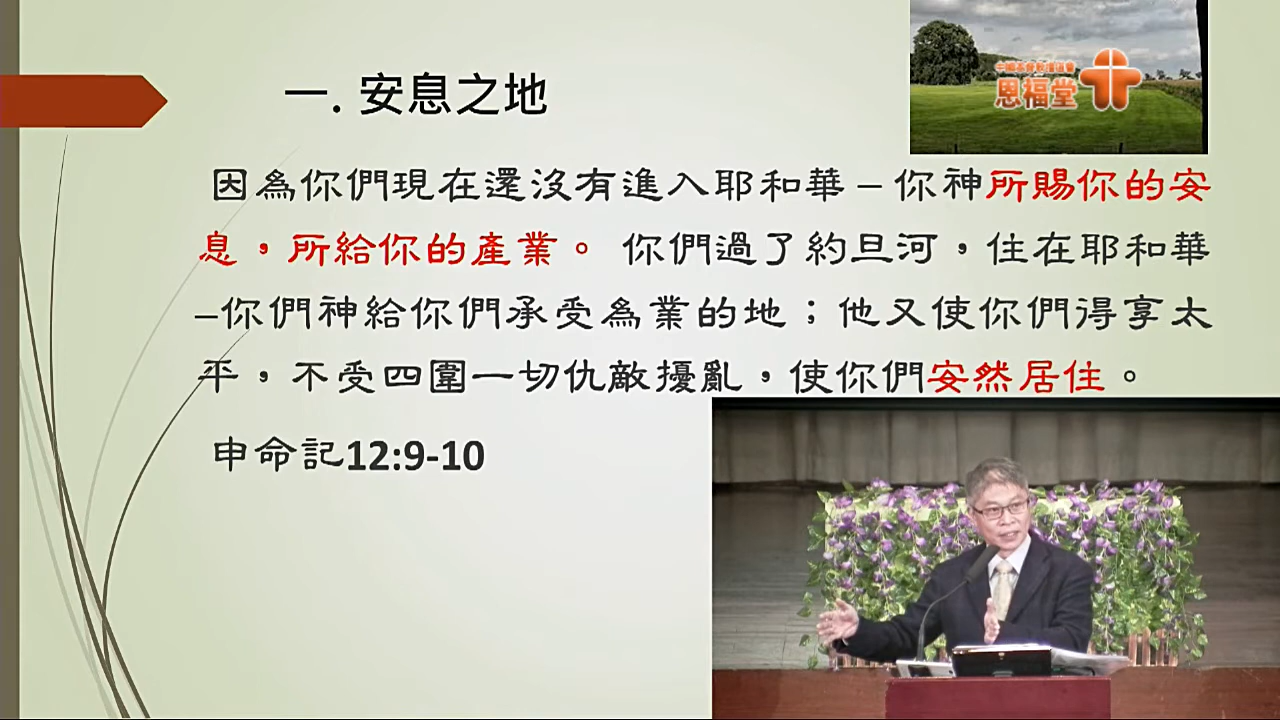 一. 安息之地
恩福堂
因為你們現在還沒有進入耶和華 – 你神所賜你的安
息，所給你的產業。 你們過了約旦河，住在耶和華
–你們神給你們承受為業的地；他又使你們得享太
平，不受四圍一切仇敵擾亂，使你們安然居住。
申命記12:9-10